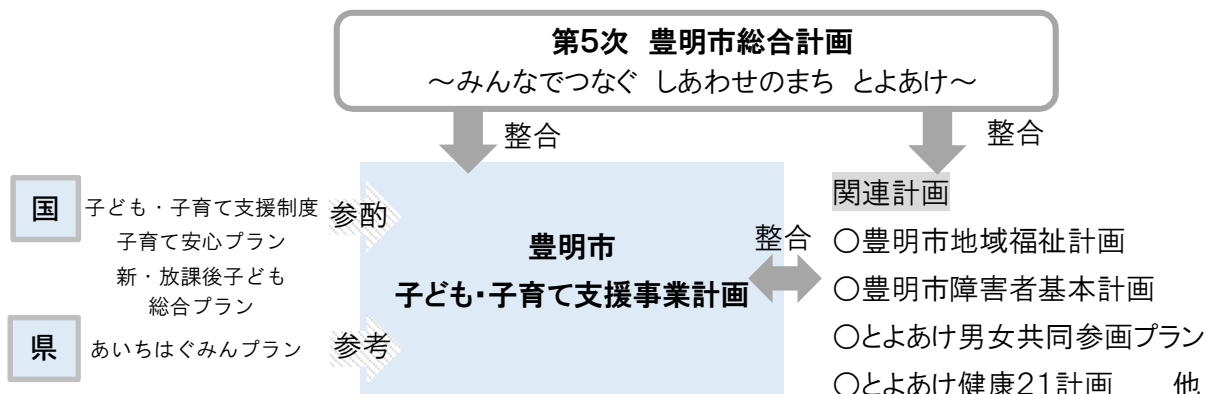 第5次 豊明市総合計画
～みんなでつなぐ しあわせのまち とよあけ～
整合
整合
国
子ども・子育て支援制度
子育て安心プラン
新・放課後子ども
総合プラン
参酌
県
あいちはぐみんプラン
参考
豊明市
子ども・子育て支援事業計画
整合
関連計画
○豊明市地域福祉計画
○豊明市障害者基本計画
○とよあけ男女共同参画プラン
○とよあけ健康21計画 他